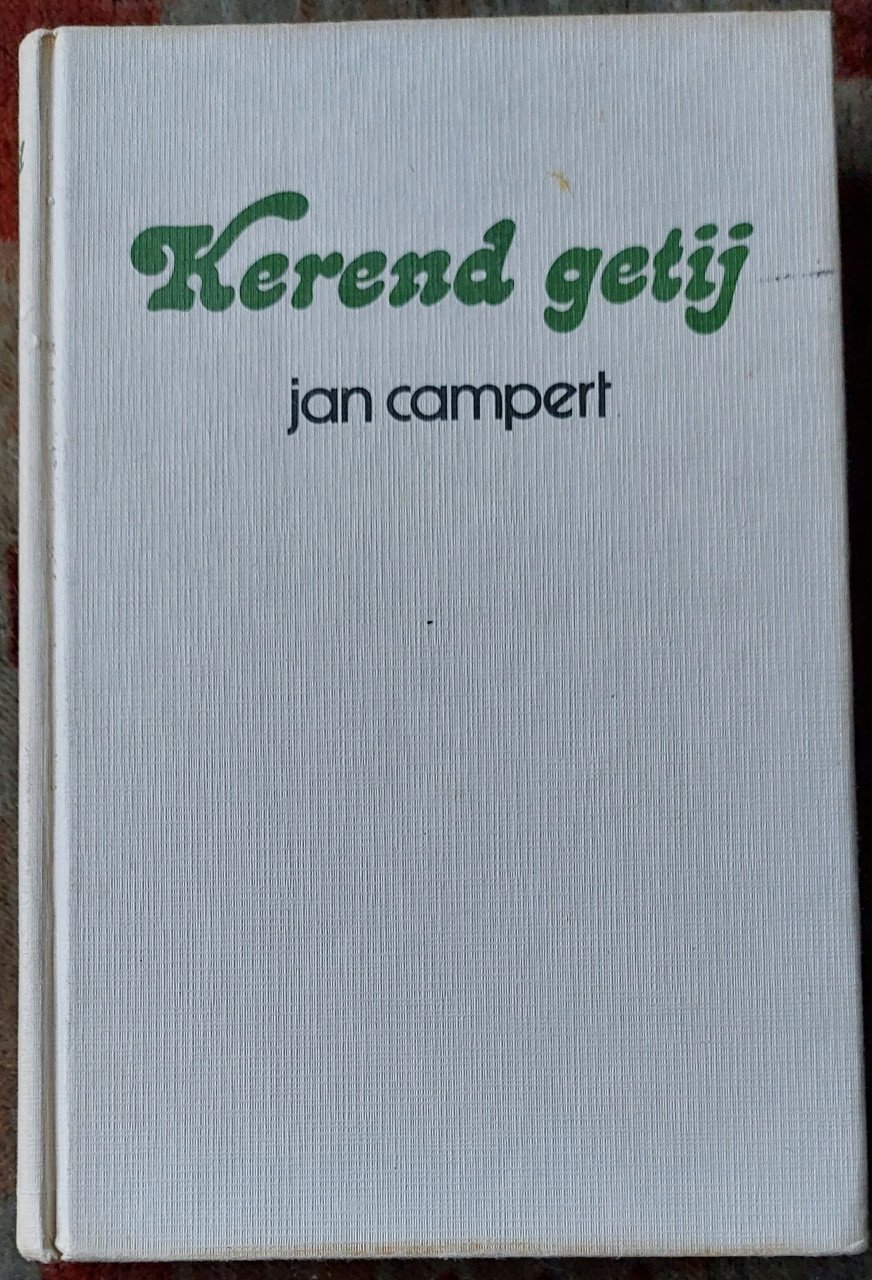 Kerend getij
jan campert